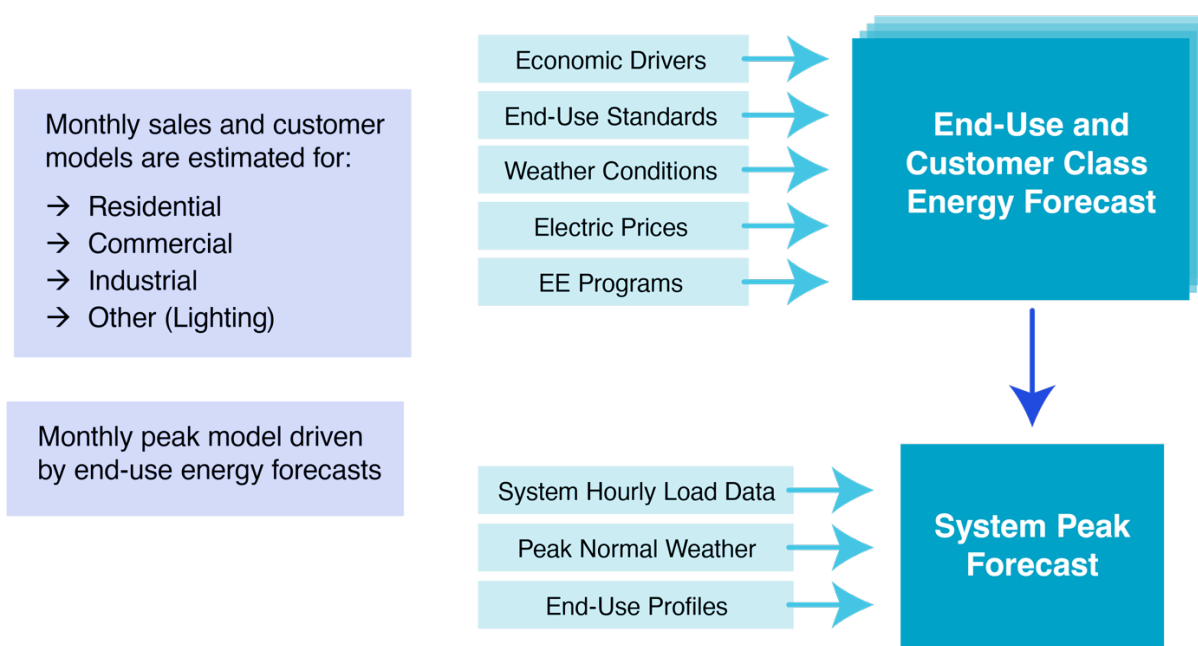 Monthly sales and customer
models are estimated for:
→ Residential
→ Commercial
→ Industrial
→ Other (Lighting)
Monthly peak model driven
by end-use energy forecasts
Economic Drivers
End-Use Standards
Weather Conditions
Electric Prices
EE Programs
End-Use and
Customer Class
Energy Forecast
System Hourly Load Data
Peak Normal Weather
End-Use Profiles
System Peak
Forecast